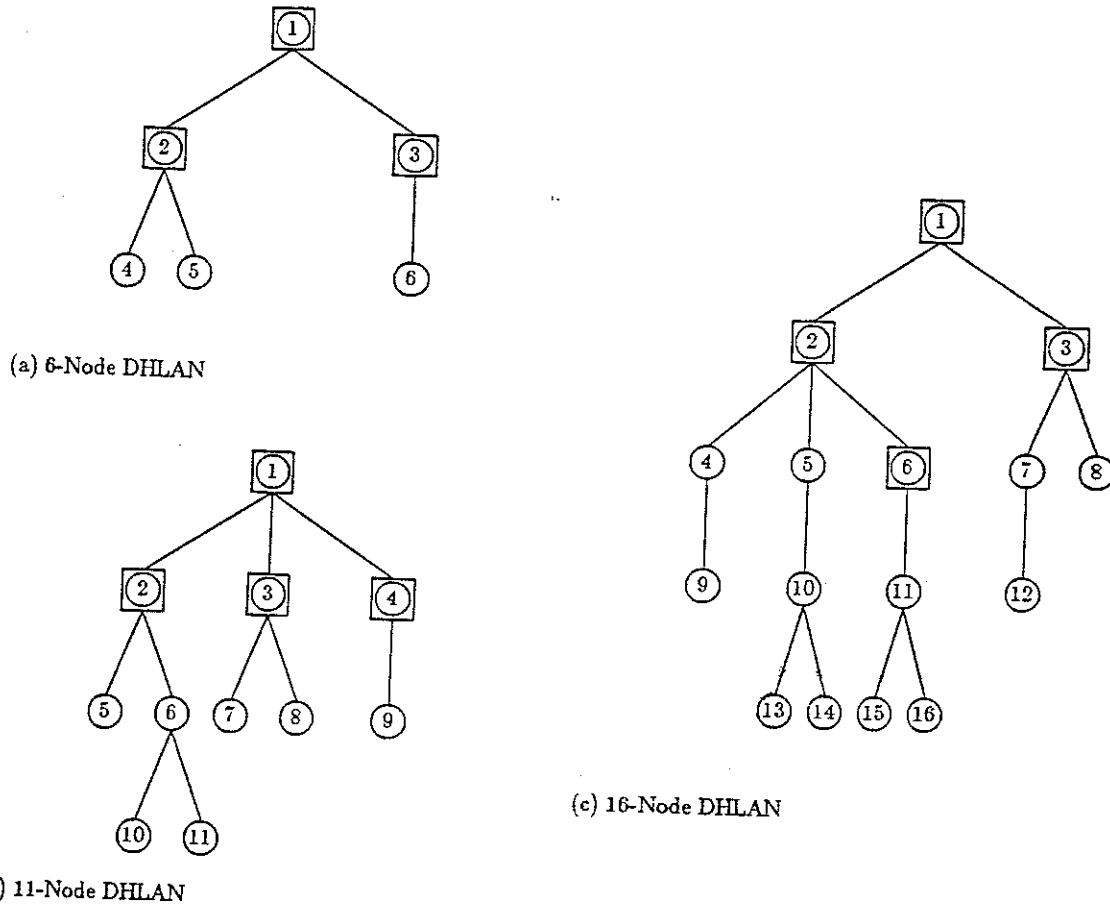 1
2 3
4 5 6
(a) 6-Node DHLAN
1
2 3 4
5 6 7 8 9
10 11
) 11-Node DHLAN
1
2 3
4 5 6 7 8
9 10 11 12
13 14 15 16
(c) 16-Node DHLAN